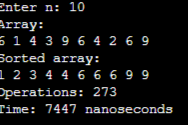 Enter n: 10
Array:
6 1 4 3 9 6 4 2 6 9
Sorted array:
1 2 3 4 4 6 6 6 9 9
Operations: 273
Time: 7447 nanoseconds